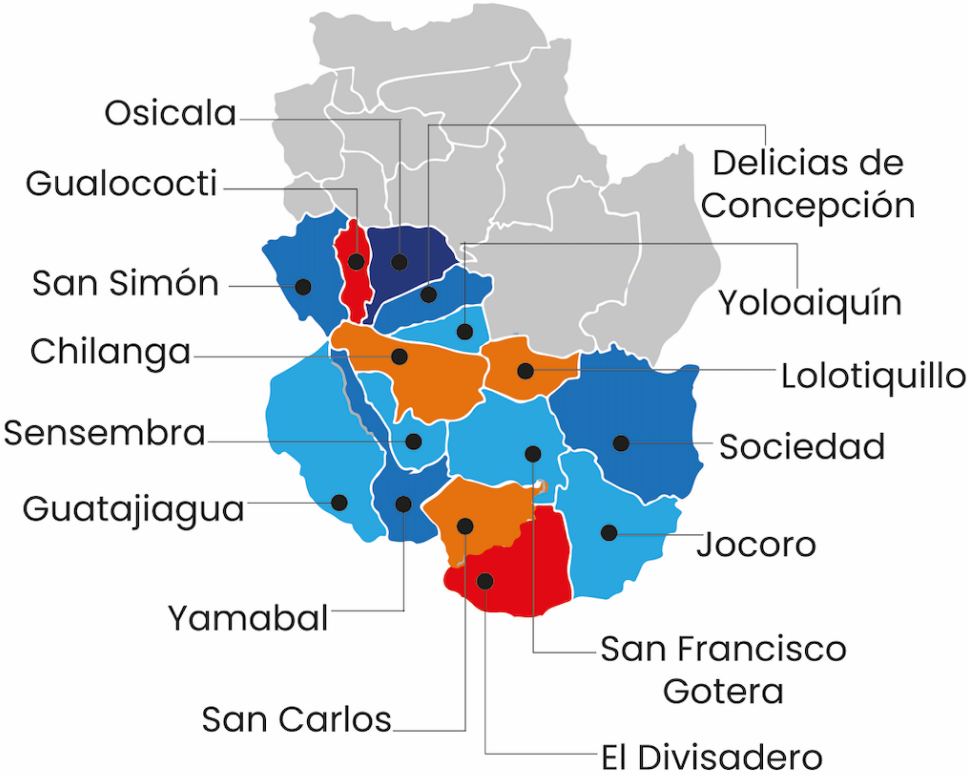 Osicala
Delicias de
Concepción
Gualococti
San Simón
Yoloaiquín
Chilanga
Lolotiquillo
Sensembra
Sociedad
Guatajiagua
Jocoro
Yamabal
San Francisco
Gotera
San Carlos
El Divisadero